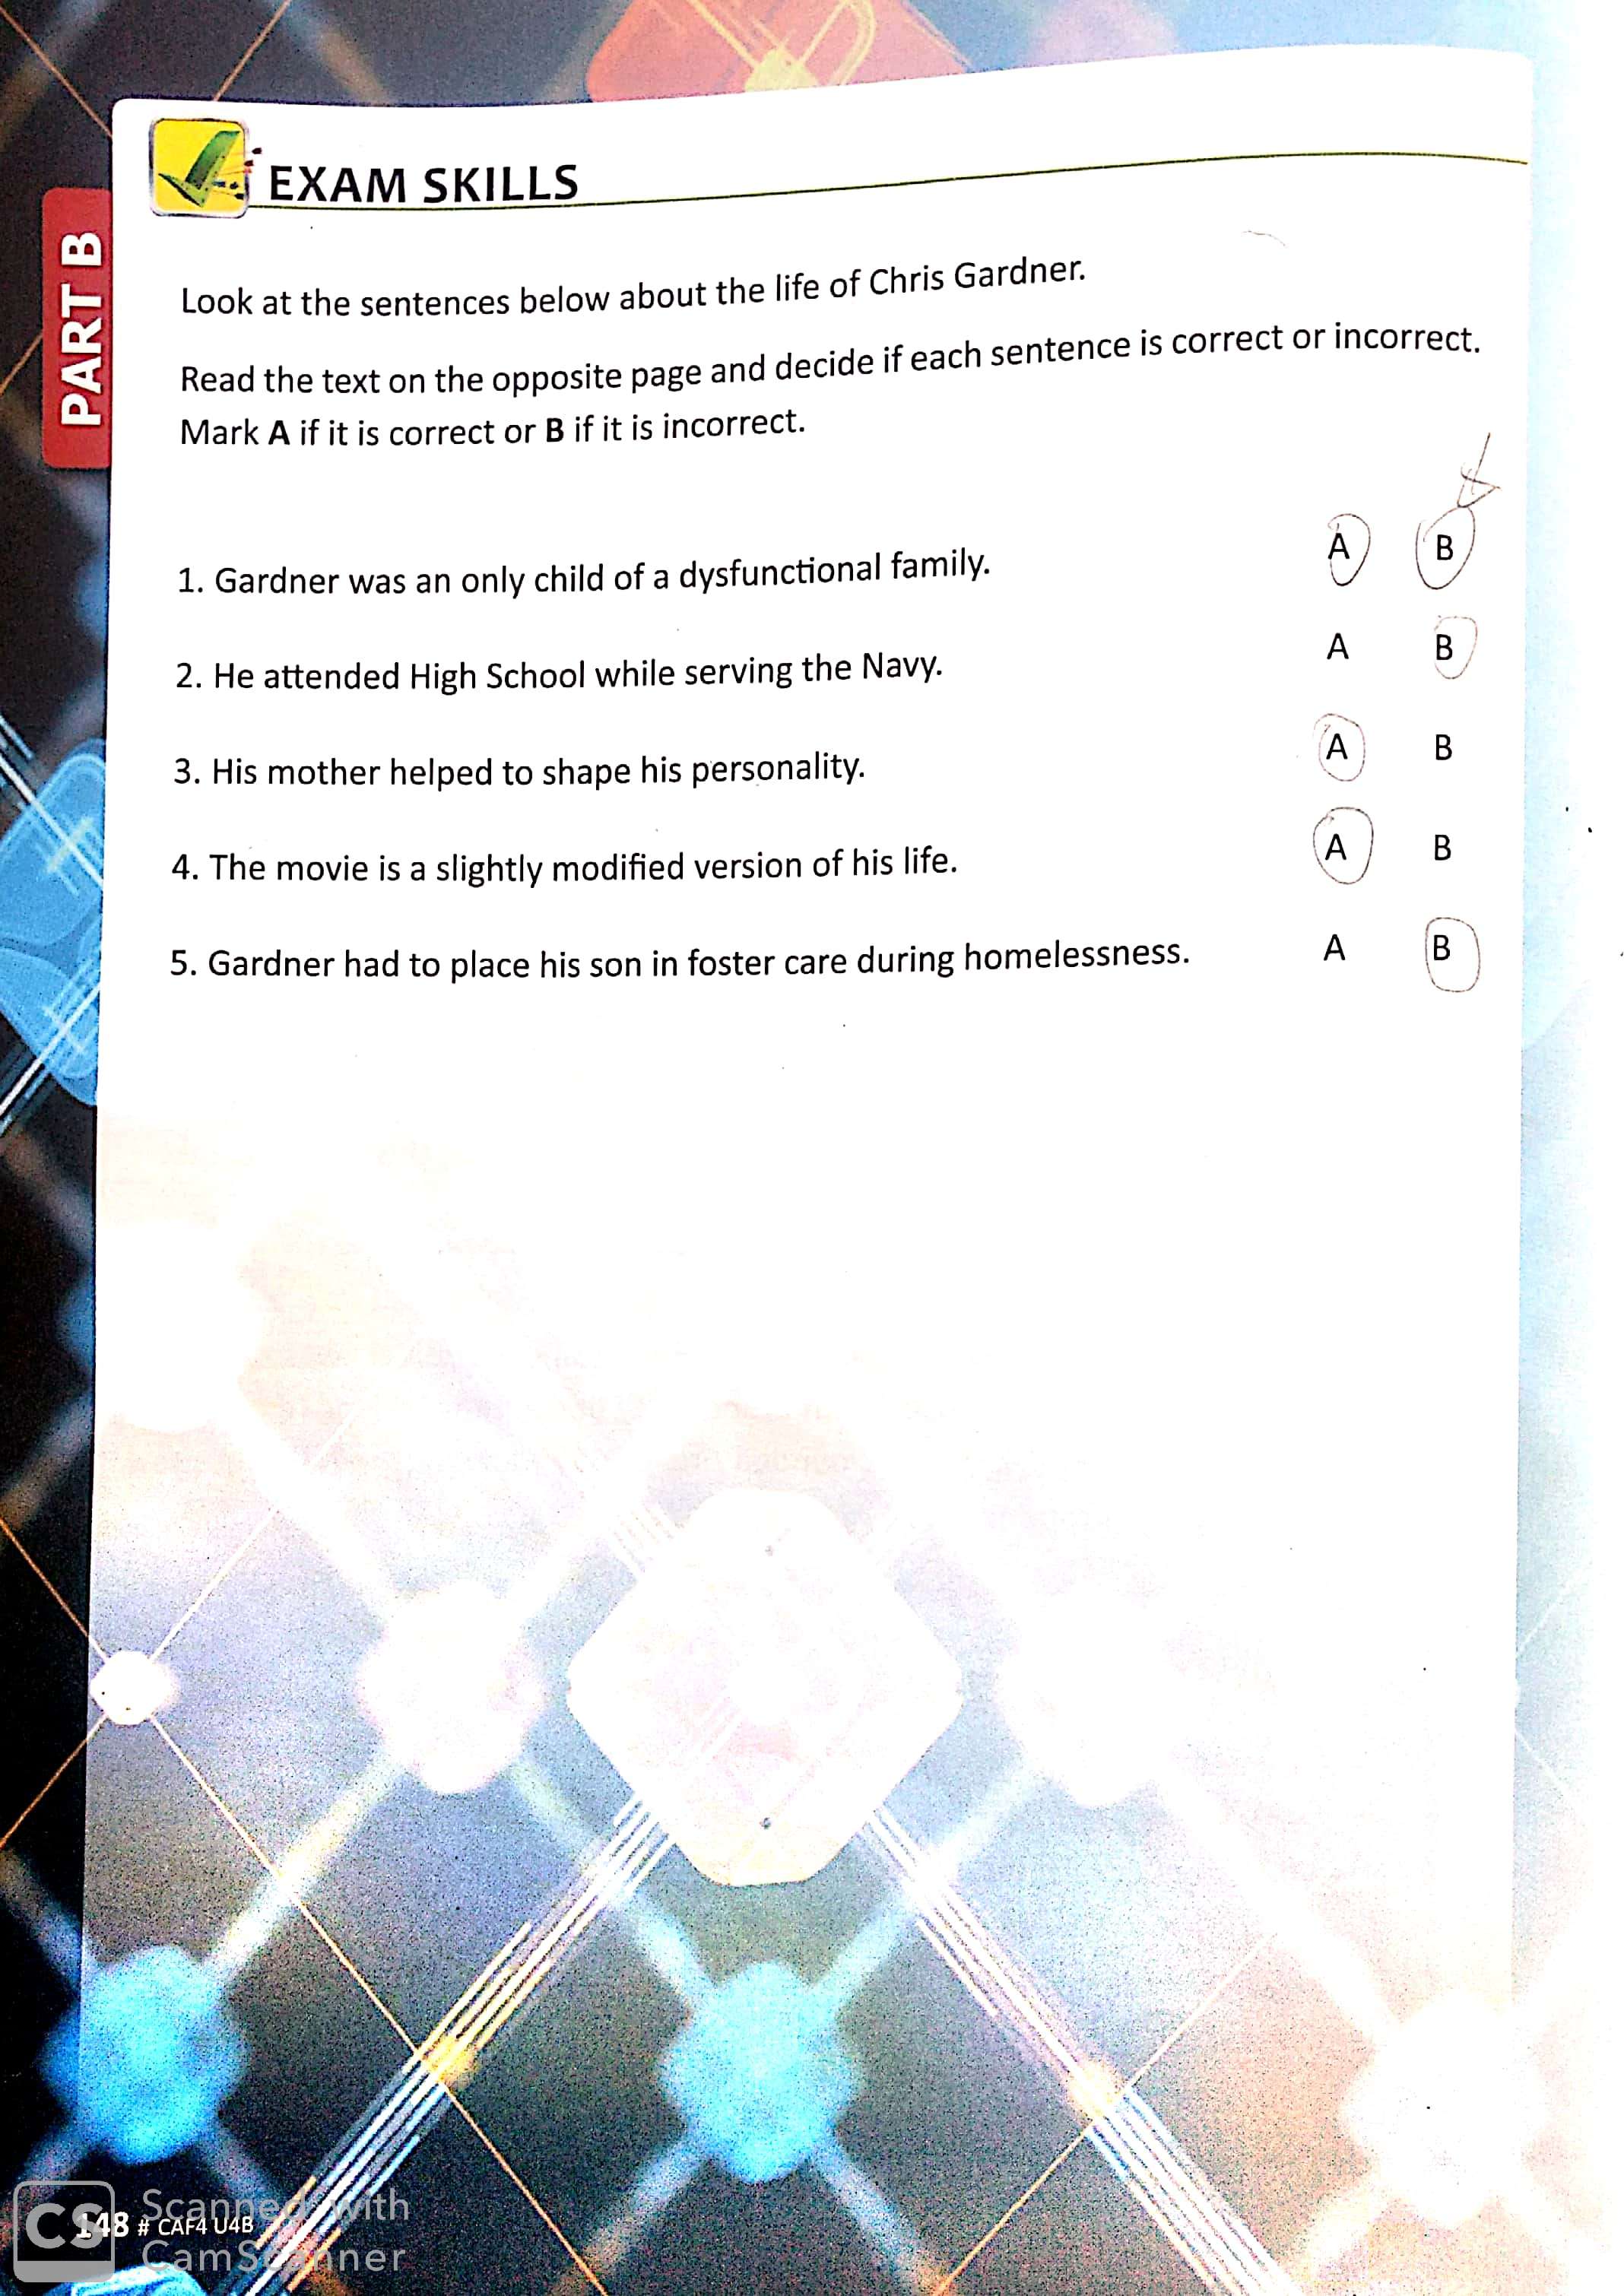 PART B
EXAM SKILLS
Look at the sentences below about the life of Chris Gardner.
Read the text on the opposite page and decide if each sentence is correct or incorrect.
Mark A if it is correct or B if it is incorrect.
1. Gardner was an only child of a dysfunctional family. A B
2. He attended High School while serving the Navy. A B
3. His mother helped to shape his personality. A B
4. The movie is a slightly modified version of his life. A B
5. Gardner had to place his son in foster care during homelessness. A B
148 # CAF4 U4B
CS Scanned with
CamScanner